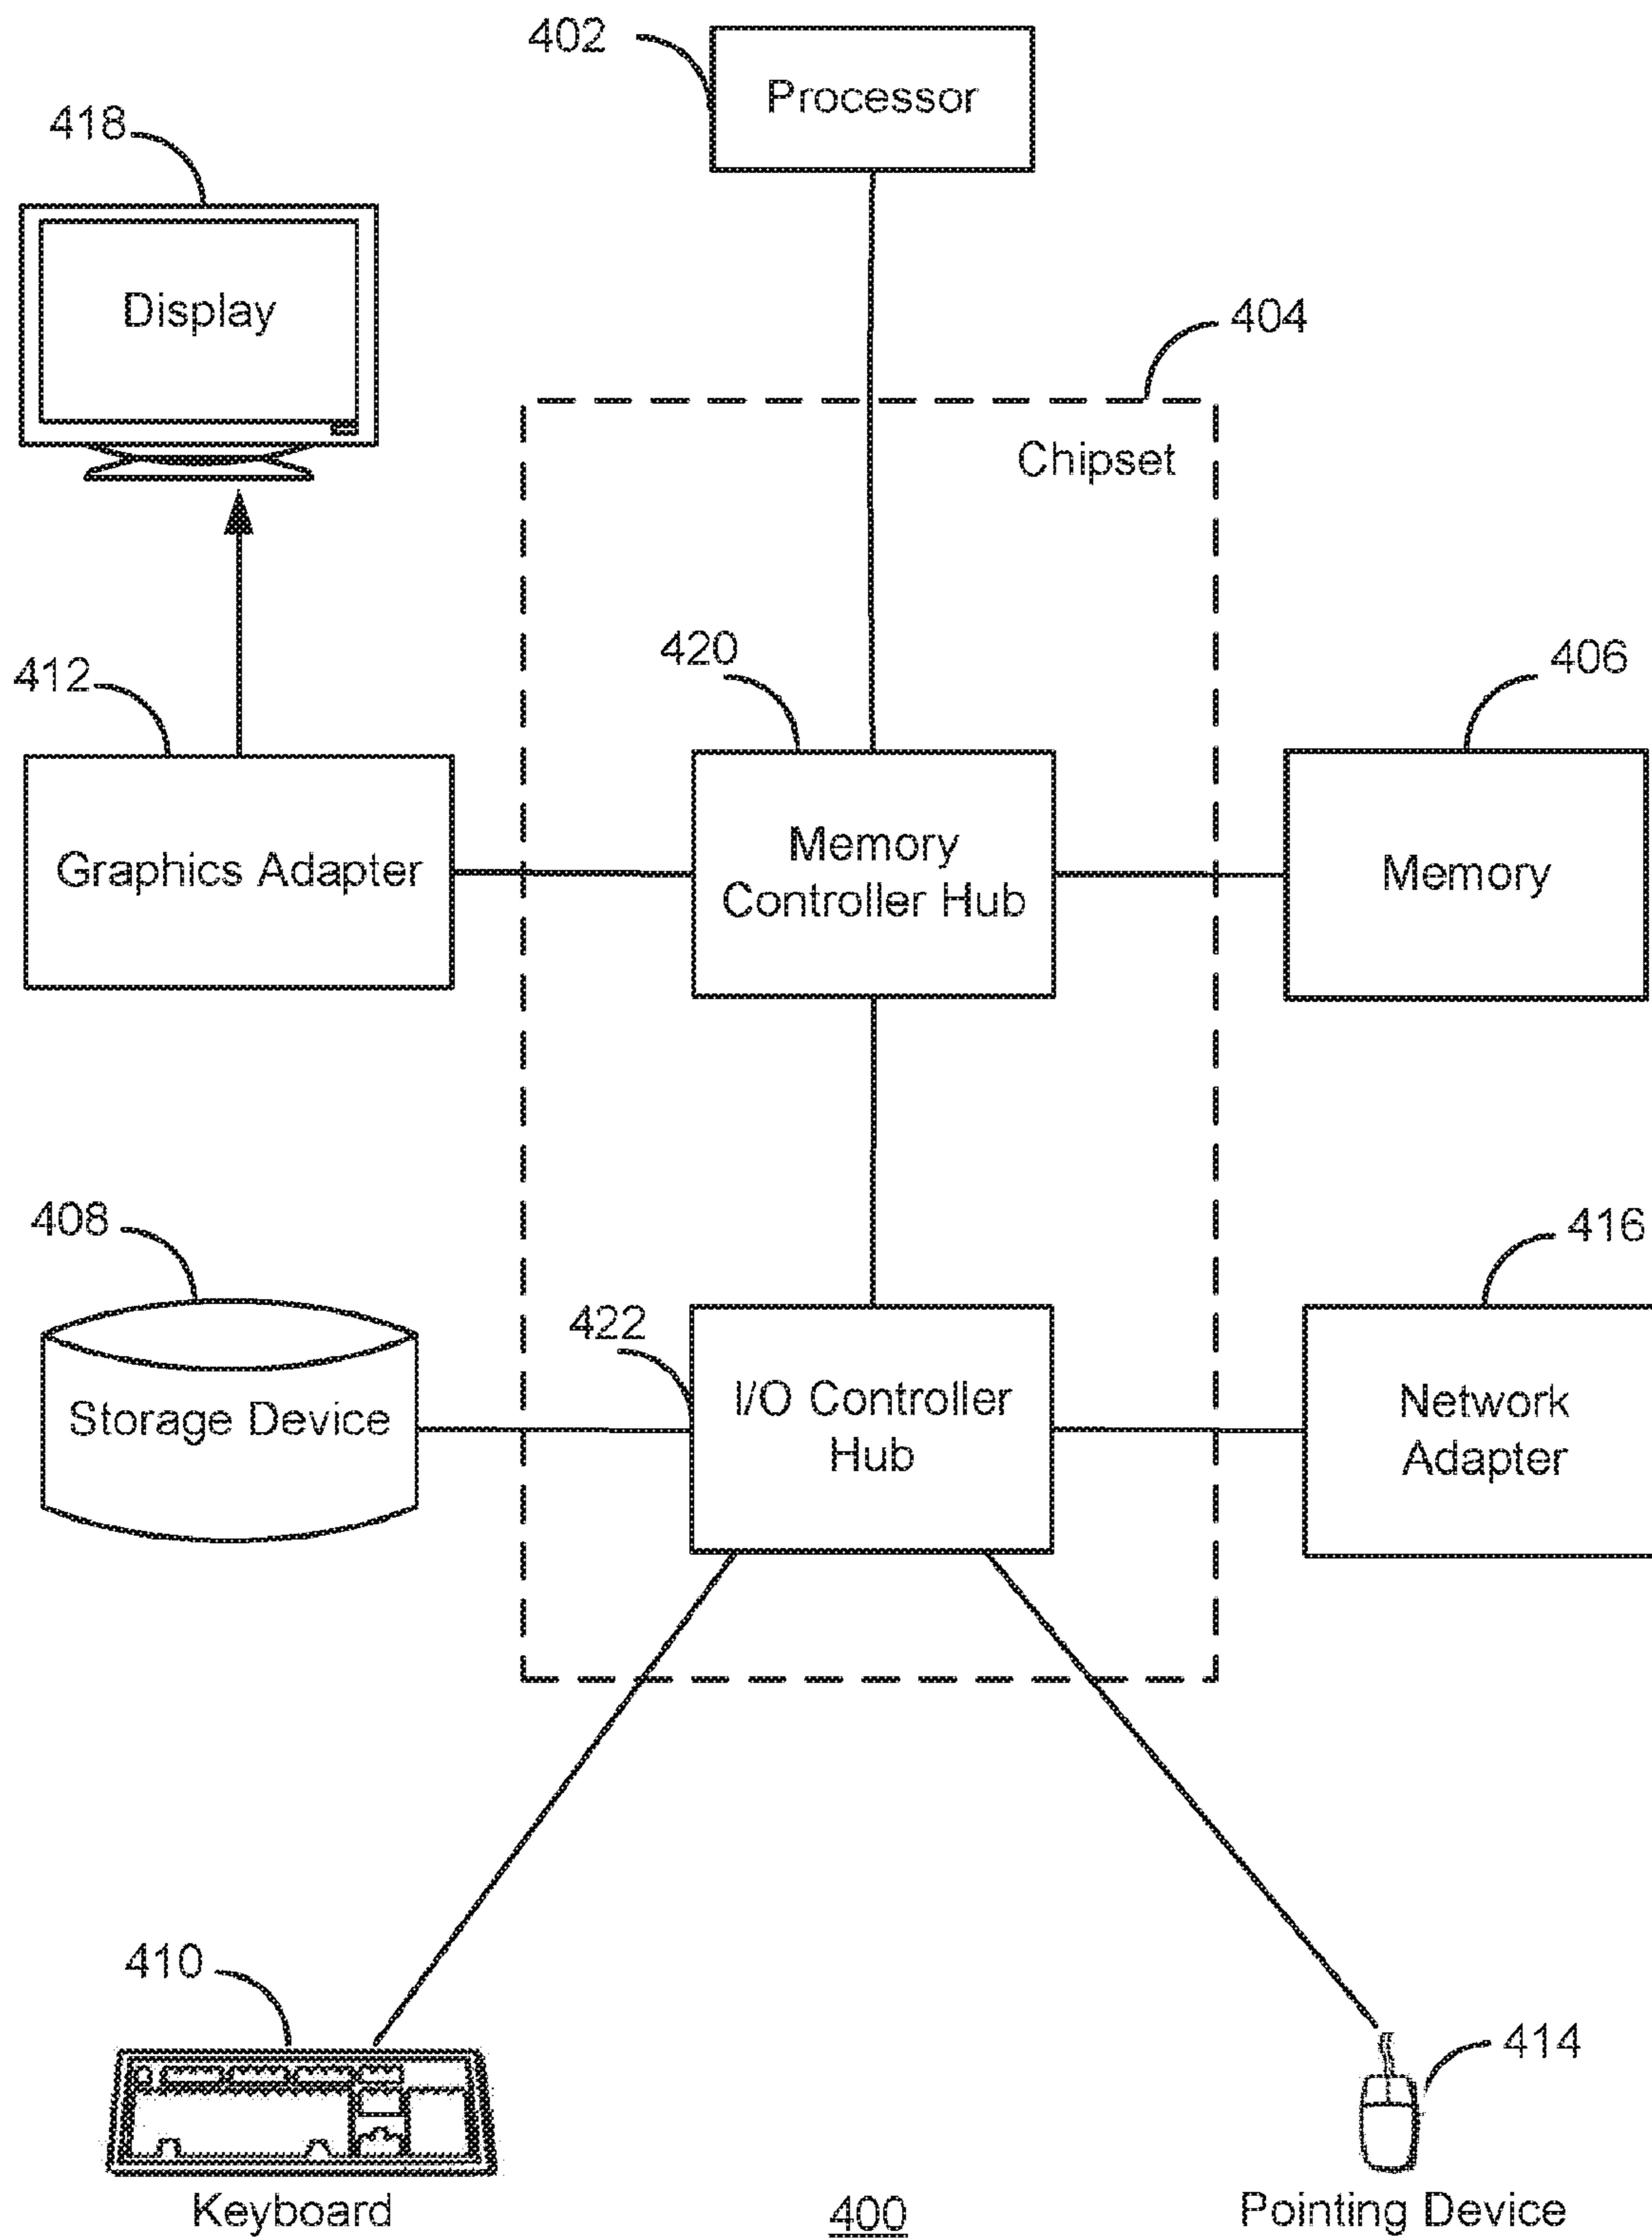 402
Processor
418
Display
404
Chipset
412
420
406
Graphics Adapter
Memory
Controller Hub
Memory
408
422
416
Storage Device
I/O Controller
Hub
Network
Adapter
410
414
Keyboard
400
Pointing Device